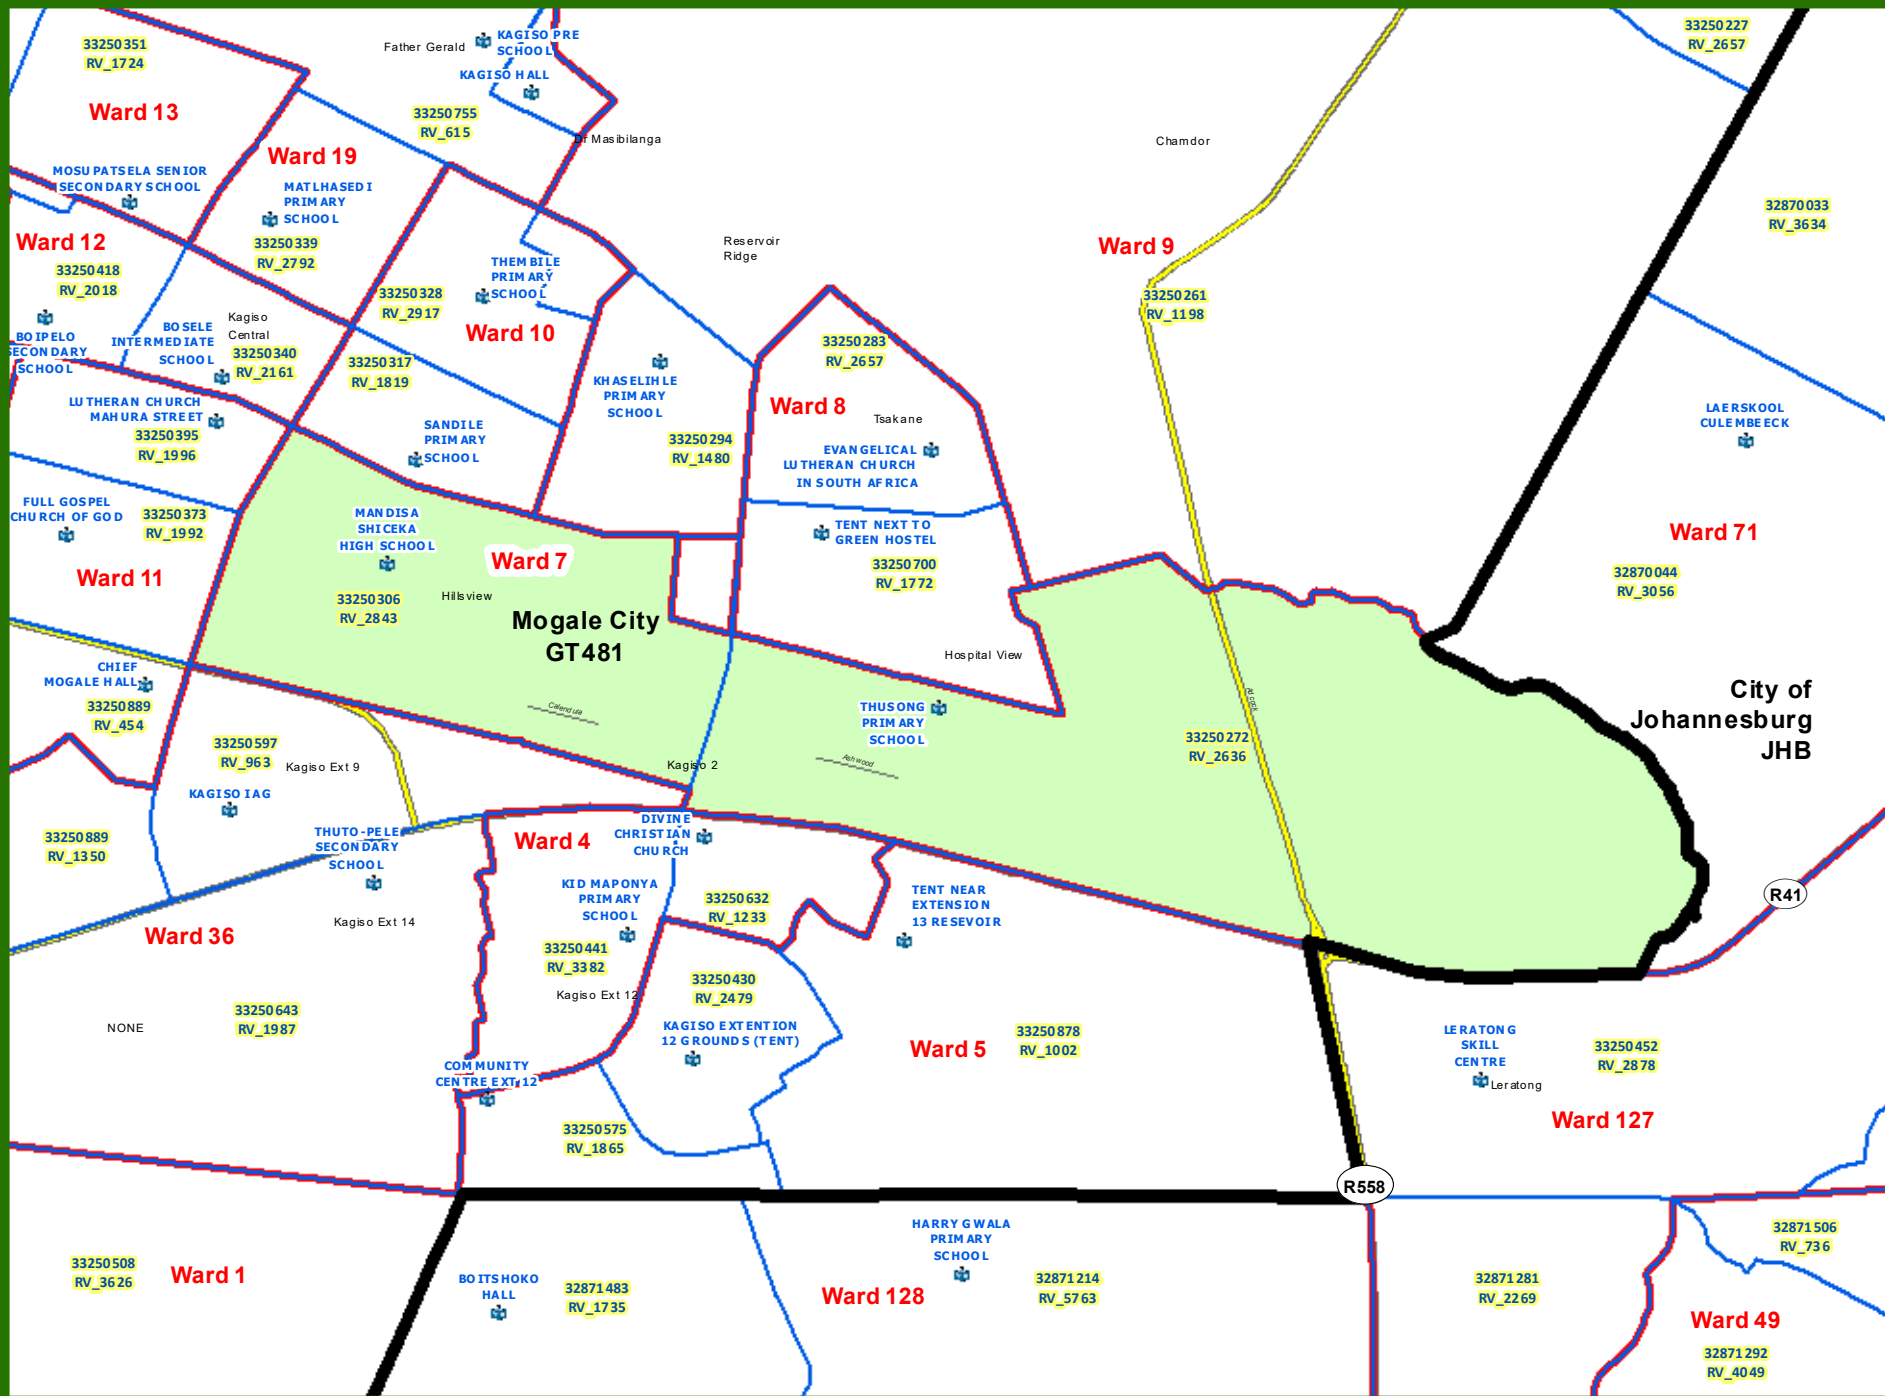 33250351
RV_1724
Ward 13
Father Gerald
KAGISO PRE
SCHOOL
KAGISO HALL
33250755
RV_615
Dr Masibilanga
Chamdor
33250227
RV_2657
Ward 19
MOSUPATSELA SENIOR
SECONDARY SCHOOL
MATLHASEDI
PRIMARY
SCHOOL
33250339
RV_2792
32870033
RV_3634
Ward 12
33250418
RV_2018
BOIPELO
SECONDARY
SCHOOL
BOSELE
INTERMEDIATE
SCHOOL
Kagiso
Central
33250340
RV_2161
THEMBILE
PRIMARY
SCHOOL
33250328
RV_2917
Ward 10
33250317
RV_1819
Reservoir
Ridge
Ward 9
33250261
RV_1198
33250283
RV_2657
Ward 8
Tsakane
KHASELIHLE
PRIMARY
SCHOOL
33250294
RV_1480
LUTHERAN CHURCH
MAHURA STREET
33250395
RV_1996
SANDILE
PRIMARY
SCHOOL
EVANGELICAL
LUTHERAN CHURCH
IN SOUTH AFRICA
LAERSKOOL
CULEMBEECK
FULL GOSPEL
CHURCH OF GOD
33250373
RV_1992
Ward 11
MANDISA
SHICEKA
HIGH SCHOOL
Ward 7
33250306
RV_2843
Hillsview
Mogale City
GT481
TENT NEXT TO
GREEN HOSTEL
33250700
RV_1772
Ward 71
32870044
RV_3056
Hospital View
CHIEF
MOGALE HALL
33250889
RV_454
Calendula
THUSONG
PRIMARY
SCHOOL
Adcock
City of
Johannesburg
JHB
33250597
RV_963
Kagiso Ext 9
KAGISO IAG
Kagiso 2
Ashwood
33250272
RV_2636
33250889
RV_1350
THUTO-PELE
SECONDARY
SCHOOL
Ward 4
DIVINE
CHRISTIAN
CHURCH
KID MAPONYA
PRIMARY
SCHOOL
33250632
RV_1233
TENT NEAR
EXTENSION
13 RESEVOIR
R41
Kagiso Ext 14
Ward 36
33250441
RV_3382
Kagiso Ext 12
33250430
RV_2479
33250643
RV_1987
NONE
KAGISO EXTENTION
12 GROUNDS (TENT)
Ward 5
33250878
RV_1002
LERATONG
SKILL
CENTRE
Leratong
33250452
RV_2878
Ward 127
COMMUNITY
CENTRE EXT 12
33250575
RV_1865
R558
33250508
RV_3626
Ward 1
BOITSHOKO
HALL
32871483
RV_1735
HARRY GWALA
PRIMARY
SCHOOL
Ward 128
32871214
RV_5763
32871281
RV_2269
32871506
RV_736
Ward 49
32871292
RV_4049